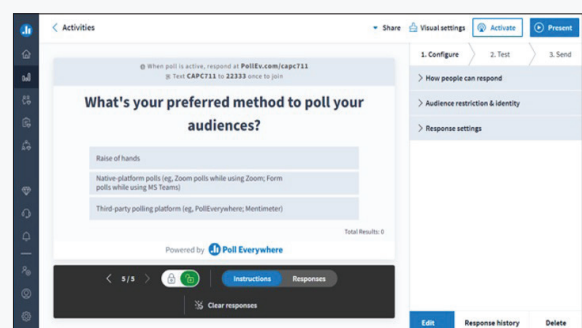 Activities
Share
Visual settings
Activate
Present
1. Configure
2. Test
3. Send
When poll is active, respond at PollEv.com/capc711
Text CAPC711 to 22333 once to join
What's your preferred method to poll your
audiences?
Raise of hands
Native-platform polls (eg, Zoom polls while using Zoom; Form
polls while using MS Teams)
Third-party polling platform (eg, PollEverywhere; Mentimeter)
Total Results: 0
Powered by Poll Everywhere
5/5
Instructions
Responses
Clear responses
How people can respond
Audience restriction & identity
Response settings
Edit
Response history
Delete